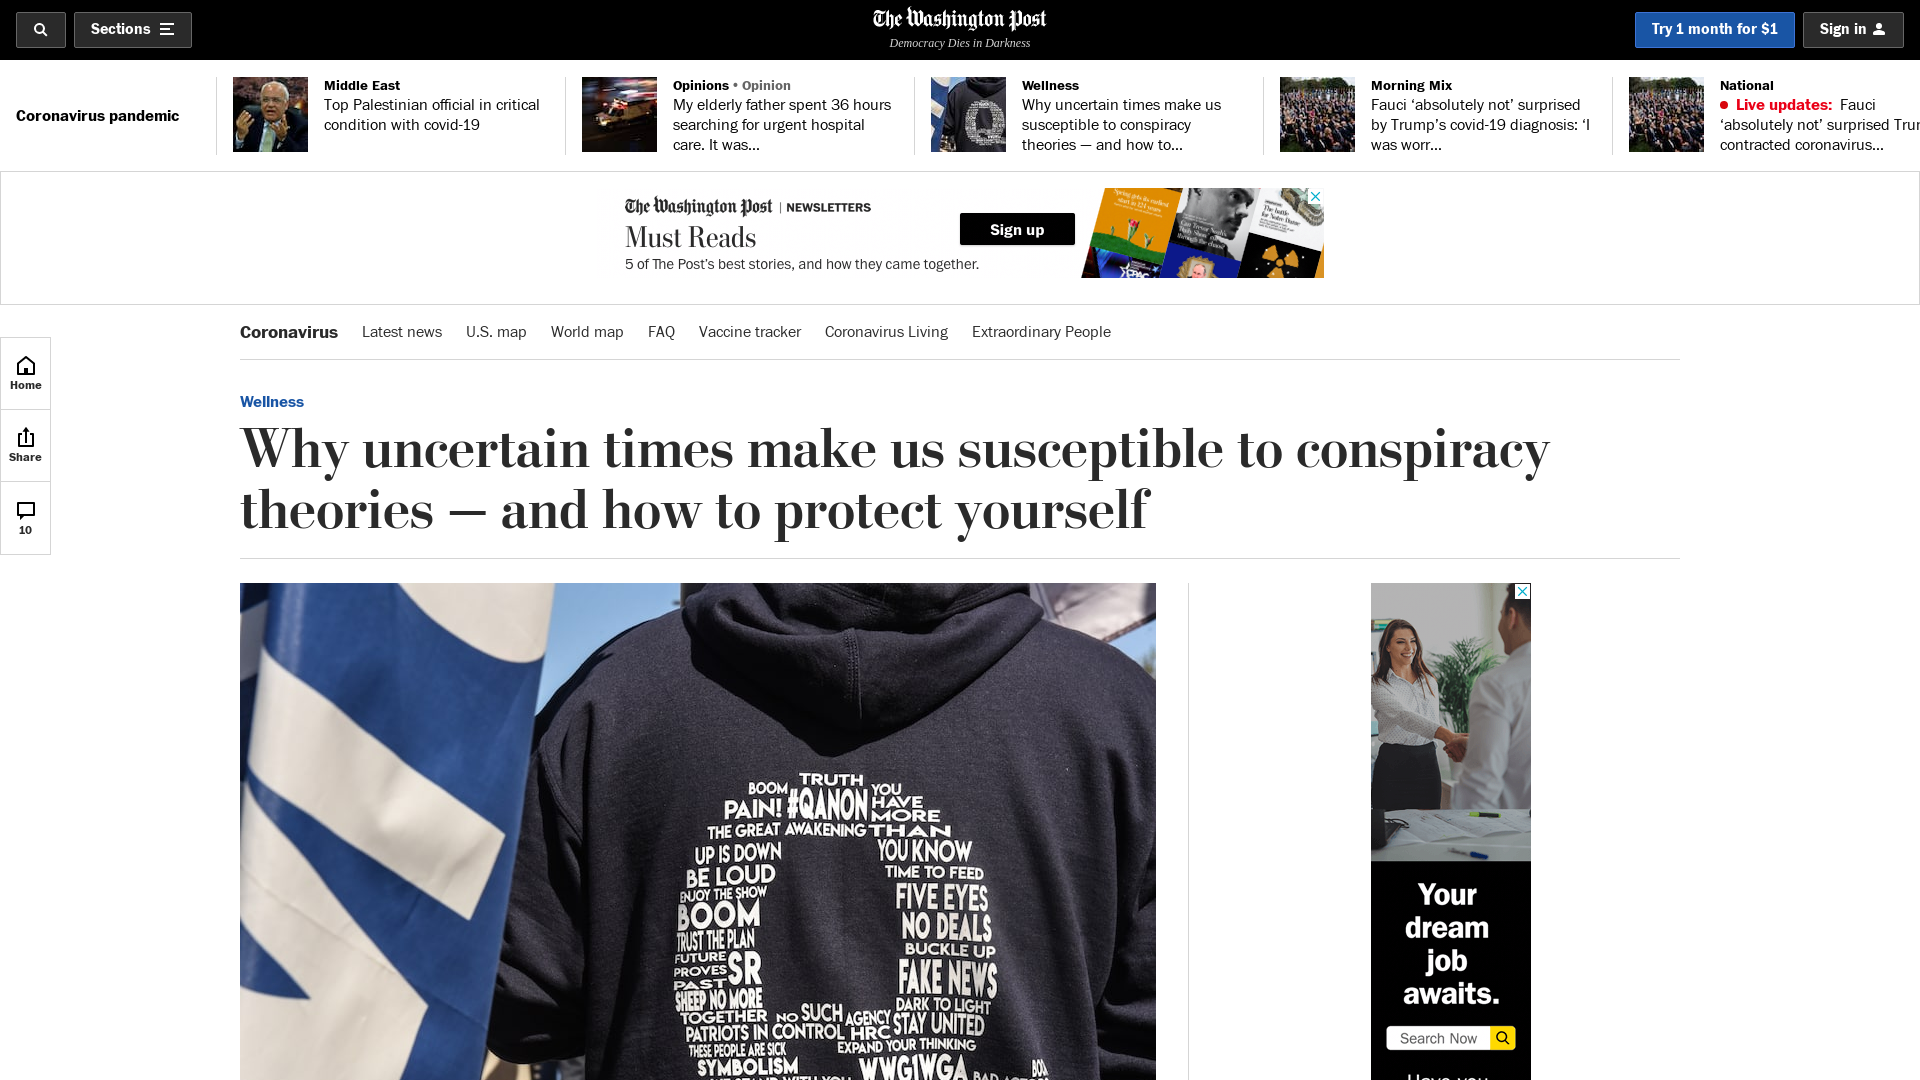 Sections
The Washington Post
Democracy Dies in Darkness
Try 1 month for $1
Sign in
Coronavirus pandemic
Middle East
Top Palestinian official in critical
condition with covid-19
Opinions • Opinion
My elderly father spent 36 hours
searching for urgent hospital
care. It was...
Wellness
Why uncertain times make us
susceptible to conspiracy
theories — and how to...
Morning Mix
Fauci ‘absolutely not’ surprised
by Trump’s covid-19 diagnosis: ‘I
was worr...
National
Live updates: Fauci
‘absolutely not’ surprised Trum
contracted coronavirus...
The Washington Post | NEWSLETTERS
Must Reads
5 of The Post’s best stories, and how they came together.
Sign up
Coronavirus
Latest news
U.S. map
World map
FAQ
Vaccine tracker
Coronavirus Living
Extraordinary People
Home
Share
10
Wellness
Why uncertain times make us susceptible to conspiracy
theories — and how to protect yourself
TRUTH
BOOM
PAIN! #QANON
YOU
HAVE
MORE
THE GREAT AWAKENING THAN
UP IS DOWN
YOU KNOW
BE LOUD
TIME TO FEED
ENJOY THE SHOW
FIVE EYES
BOOM
NO DEALS
TRUST THE PLAN
BUCKLE UP
FUTURE
PROVES
PAST
SR
FAKE NEWS
SHEEP NO MORE
DARK TO LIGHT
TOGETHER
NO SUCH AGENCY
STAY UNITED
PATRIOTS IN CONTROL HRC
THESE PEOPLE ARE SICK
EXPAND YOUR THINKING
SYMBOLISM
WWG1WGA
Your
dream
job
awaits.
Search Now
Have you